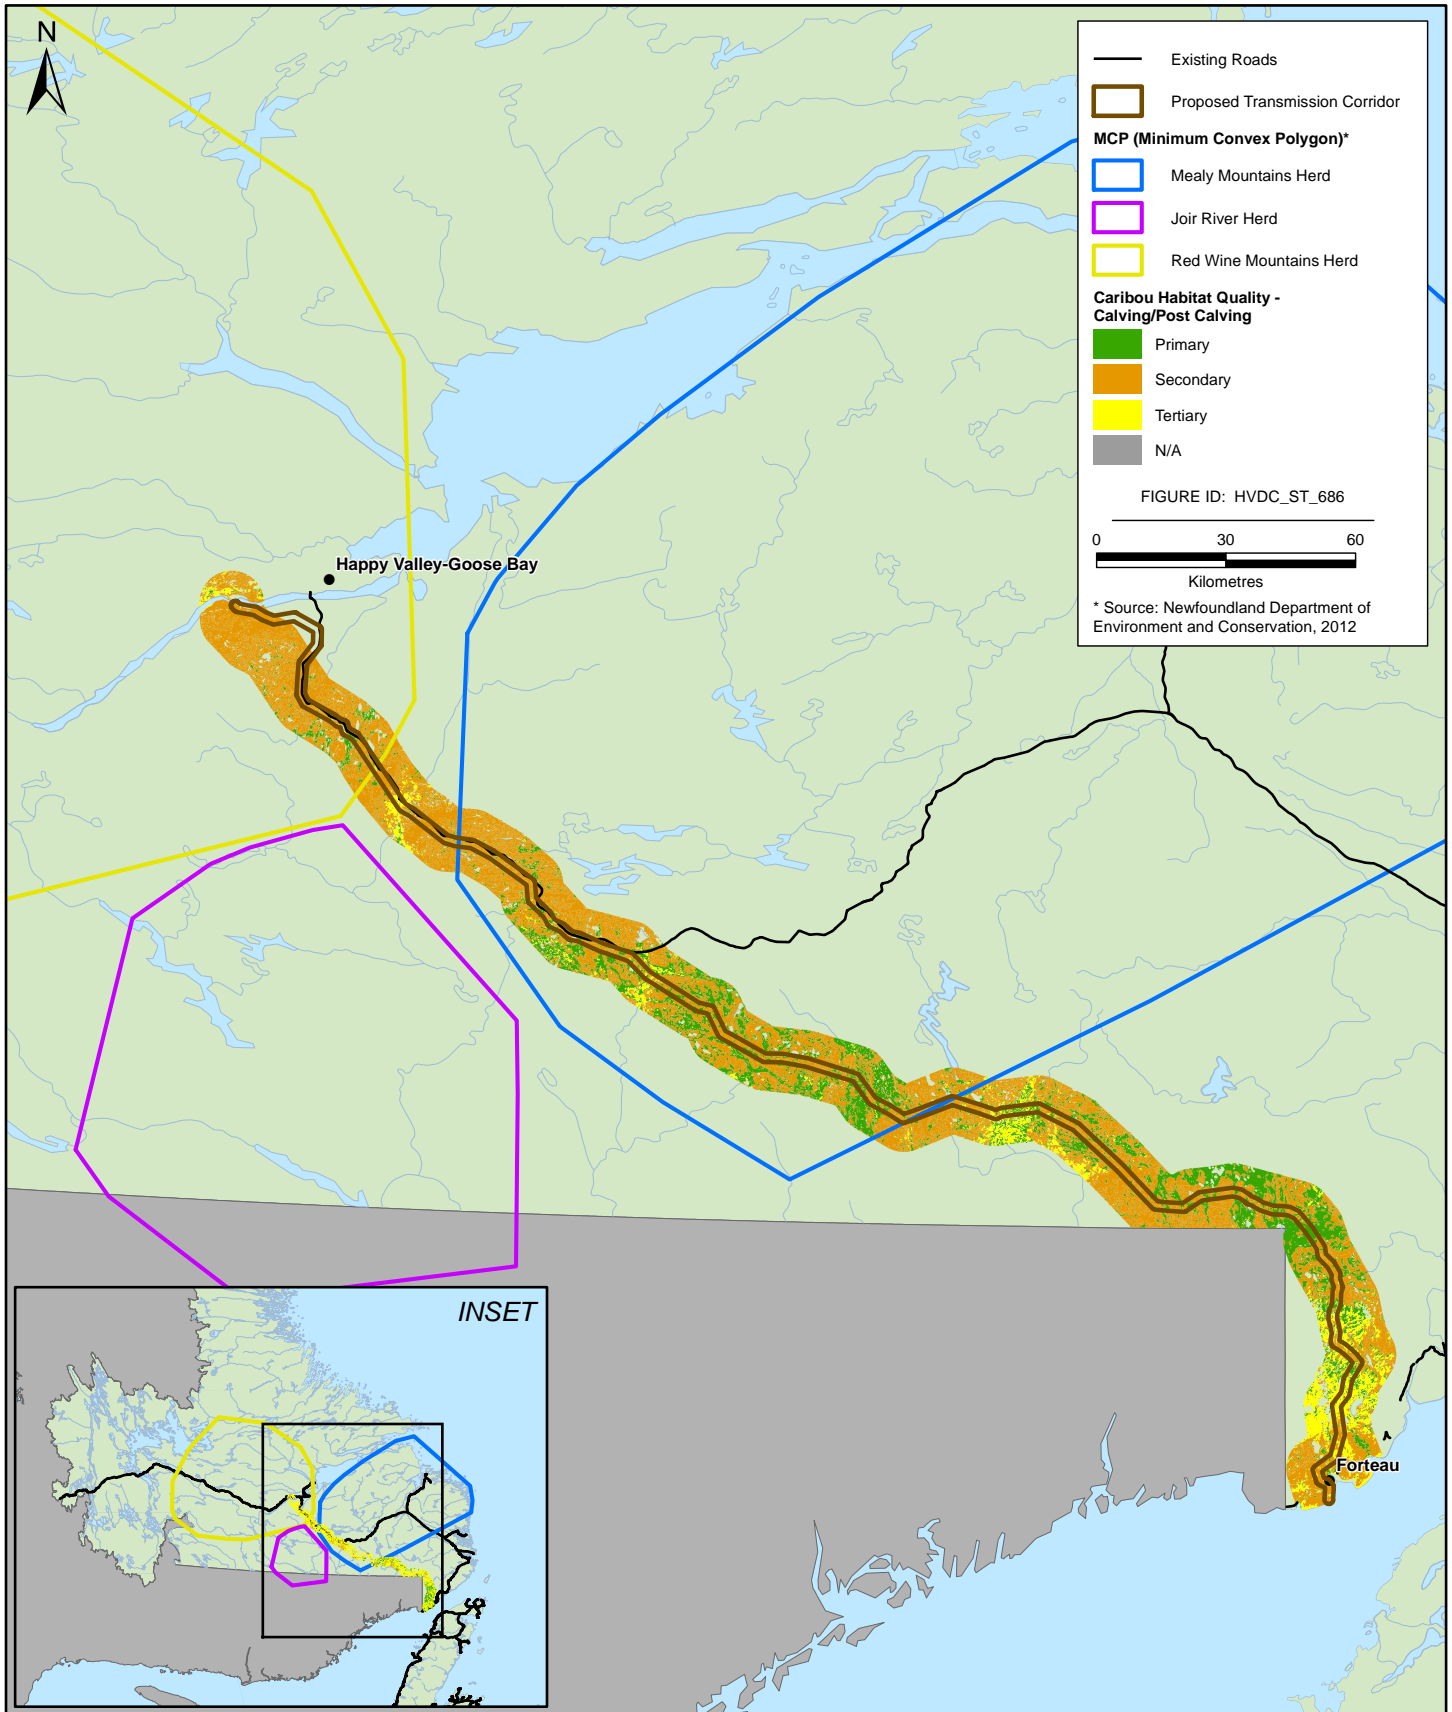 N
Existing Roads
Proposed Transmission Corridor
MCP (Minimum Convex Polygon)*
Mealy Mountains Herd
Joir River Herd
Red Wine Mountains Herd
Caribou Habitat Quality -
Calving/Post Calving
Primary
Secondary
Tertiary
N/A
FIGURE ID: HVDC_ST_686
0 30 60
Kilometres
* Source: Newfoundland Department of
Environment and Conservation, 2012
Happy Valley-Goose Bay
Forteau
INSET